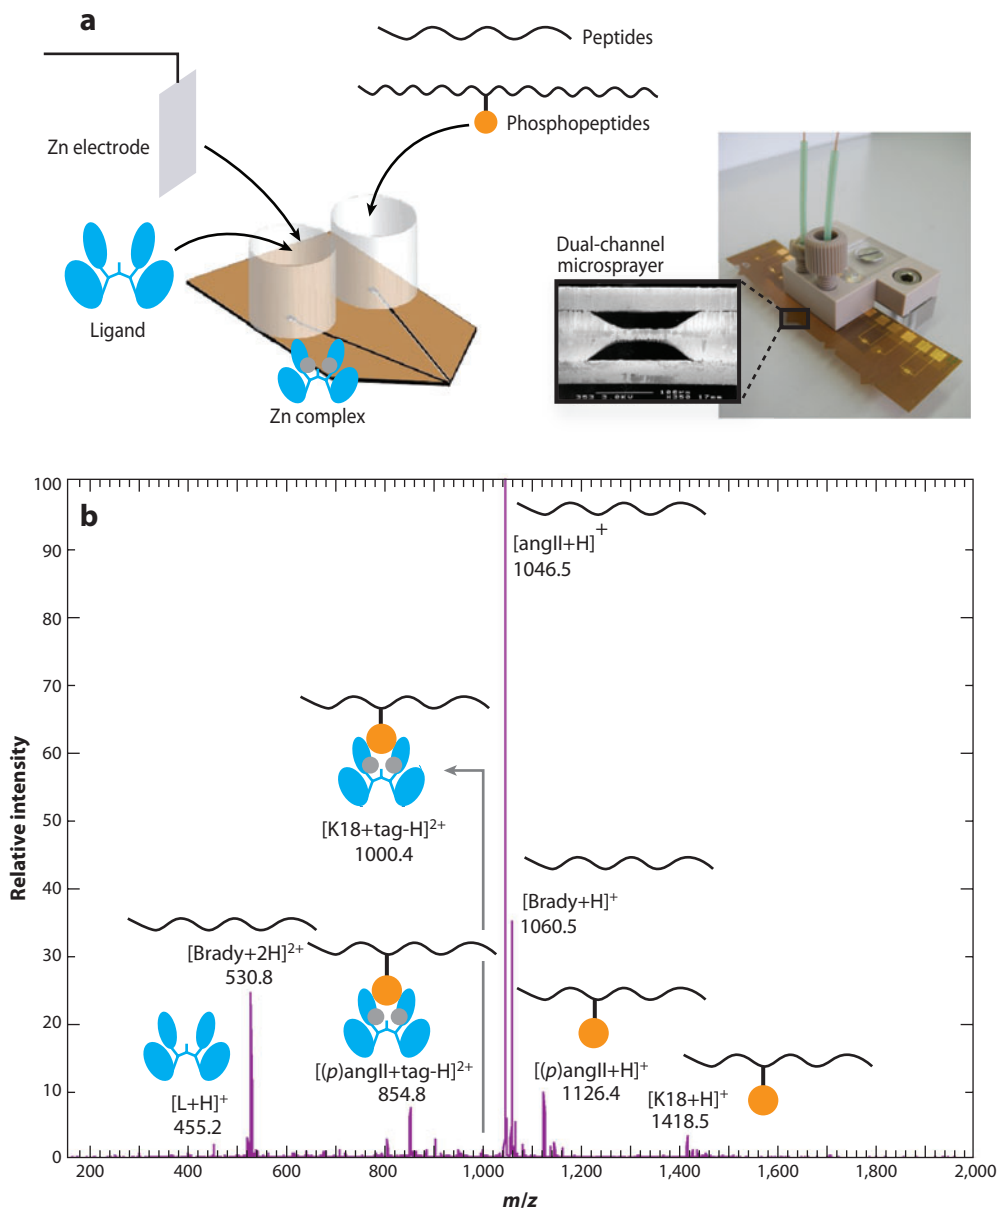 a
Peptides
Phosphopeptides
Zn electrode
Ligand
Zn complex
Dual-channel
microsprayer
b
100
90
80
70
60
50
40
30
20
10
0
Relative intensity
[angII+H]+
1046.5
[K18+tag-H]2+
1000.4
[Brady+H]+
1060.5
[Brady+2H]2+
530.8
[(p)angII+tag-H]2+
854.8
[(p)angII+H]+
1126.4
[K18+H]+
1418.5
[L+H]+
455.2
200 400 600 800 1,000 1,200 1,400 1,600 1,800 2,000
m/z